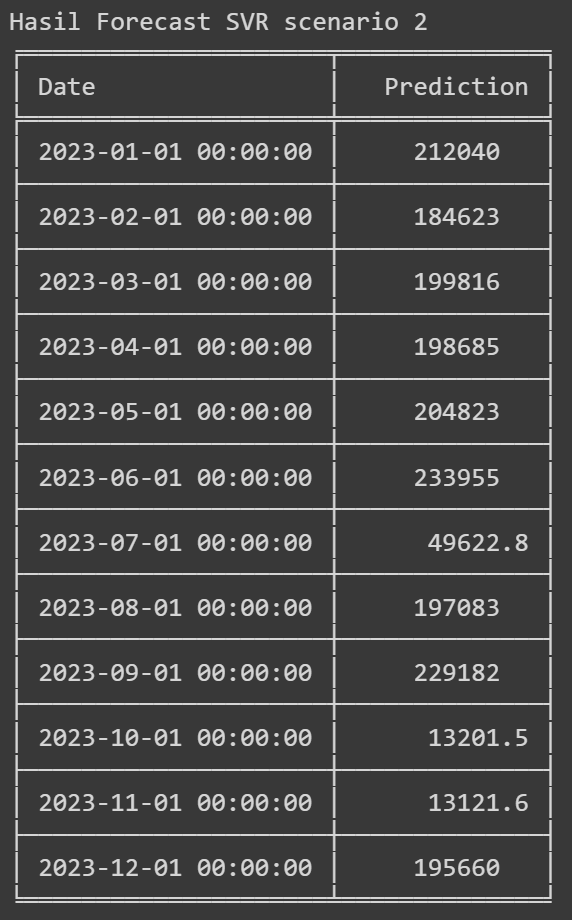 Hasil Forecast SVR scenario 2
Date Prediction
2023-01-01 00:00:00 212040
2023-02-01 00:00:00 184623
2023-03-01 00:00:00 199816
2023-04-01 00:00:00 198685
2023-05-01 00:00:00 204823
2023-06-01 00:00:00 233955
2023-07-01 00:00:00 49622.8
2023-08-01 00:00:00 197083
2023-09-01 00:00:00 229182
2023-10-01 00:00:00 13201.5
2023-11-01 00:00:00 13121.6
2023-12-01 00:00:00 195660